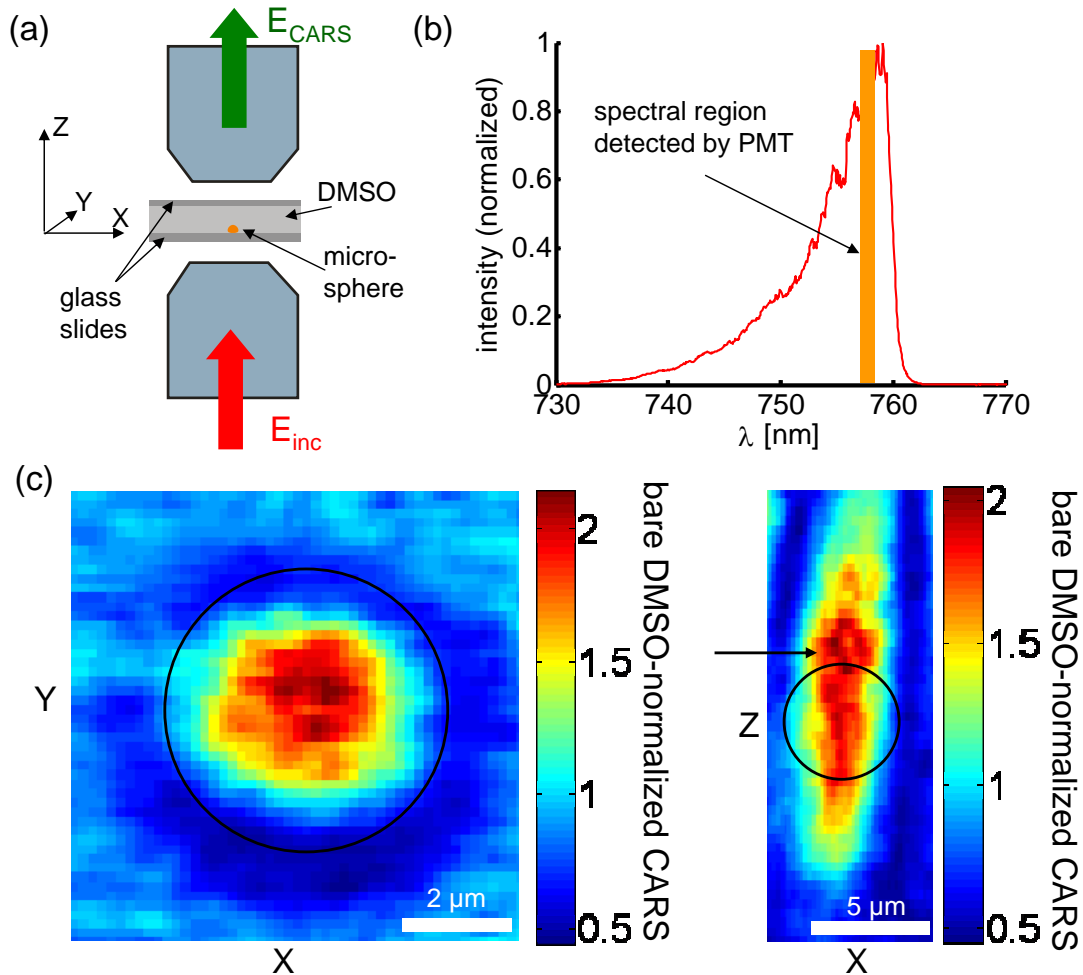 (a)
E_CARS
Z
Y
X
DMSO
micro-
sphere
glass
slides
E_inc
(b)
intensity (normalized)
1
0.8
0.6
0.4
0.2
0
spectral region
detected by PMT
730
740
750
760
770
λ [nm]
(c)
Y
X
2 µm
2
1.5
1
0.5
bare DMSO-normalized CARS
Z
X
5 µm
2
1.5
1
0.5
bare DMSO-normalized CARS